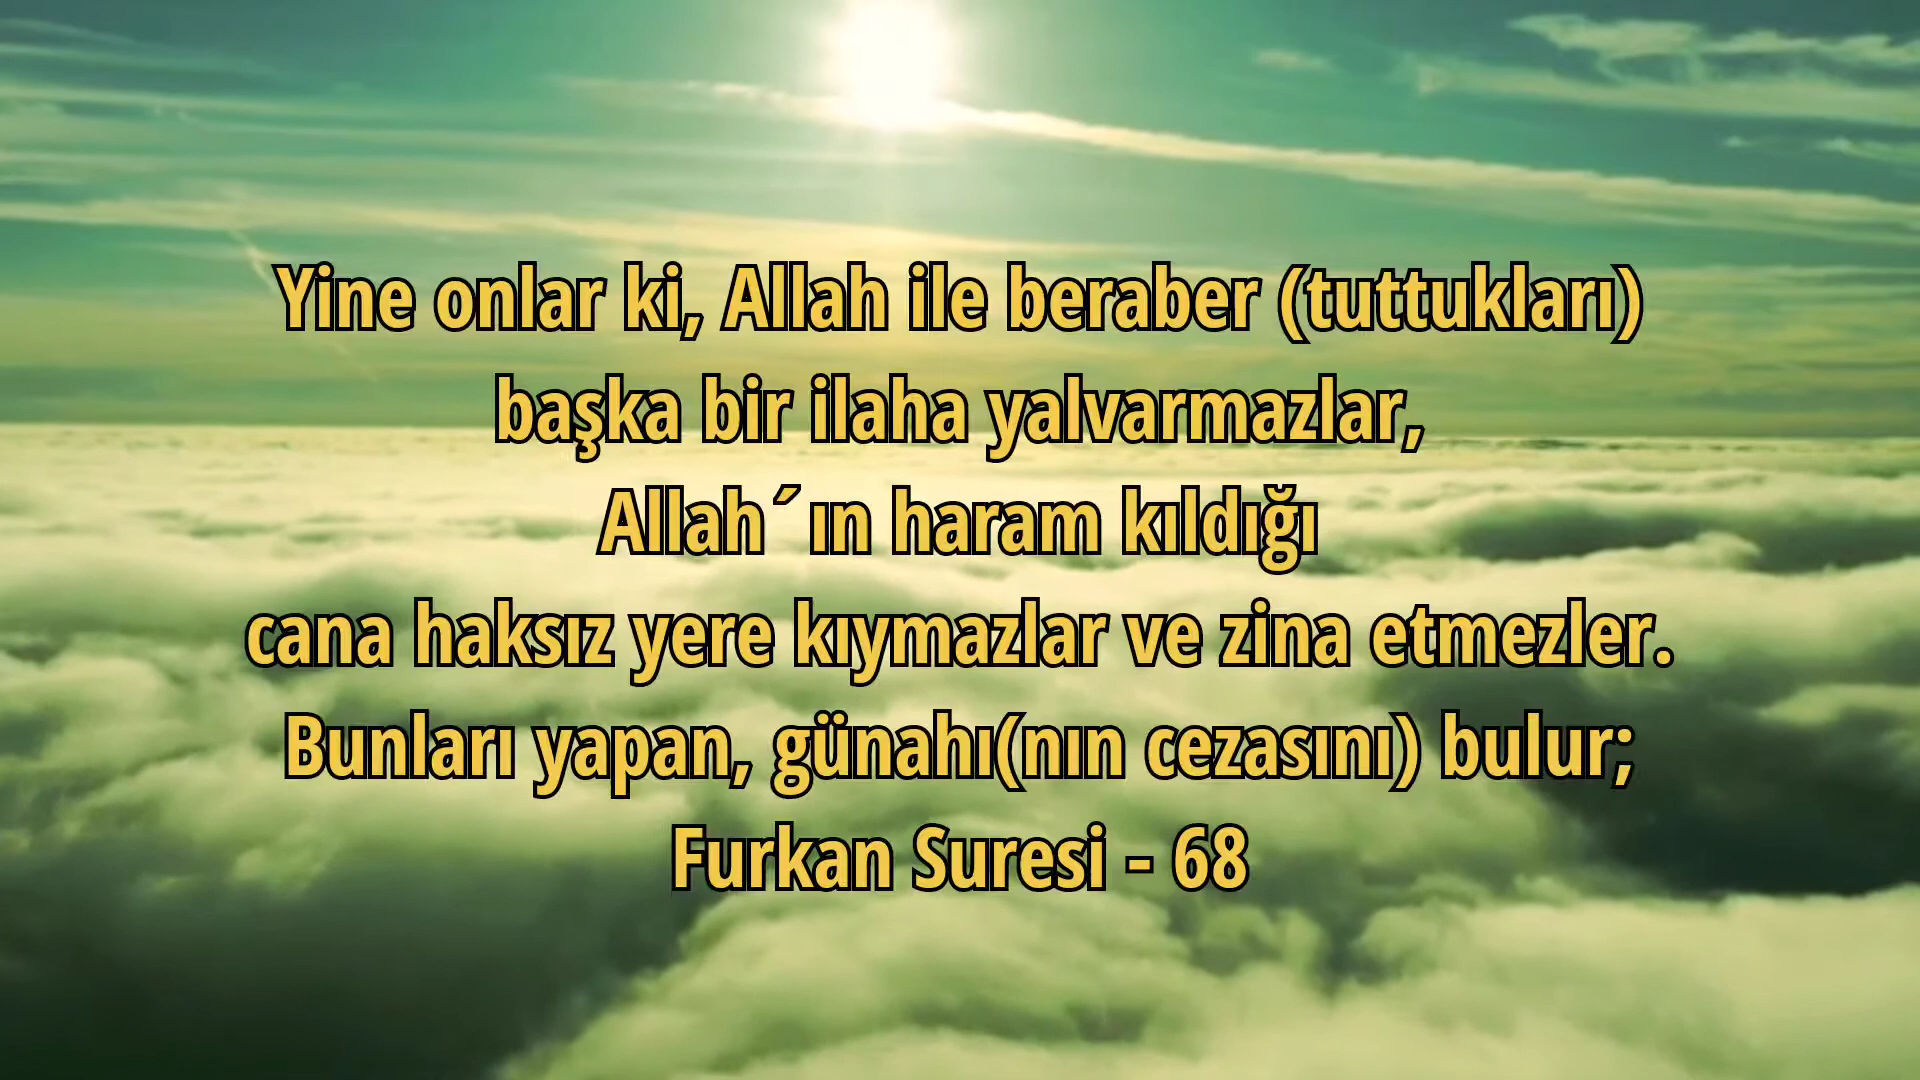 Yine onlar ki, Allah ile beraber (tuttukları)
başka bir ilaha yalvarmazlar,
Allah´ın haram kıldığı
cana haksız yere kıymazlar ve zina etmezler.
Bunları yapan, günahı(nın cezasını) bulur;
Furkan Suresi - 68